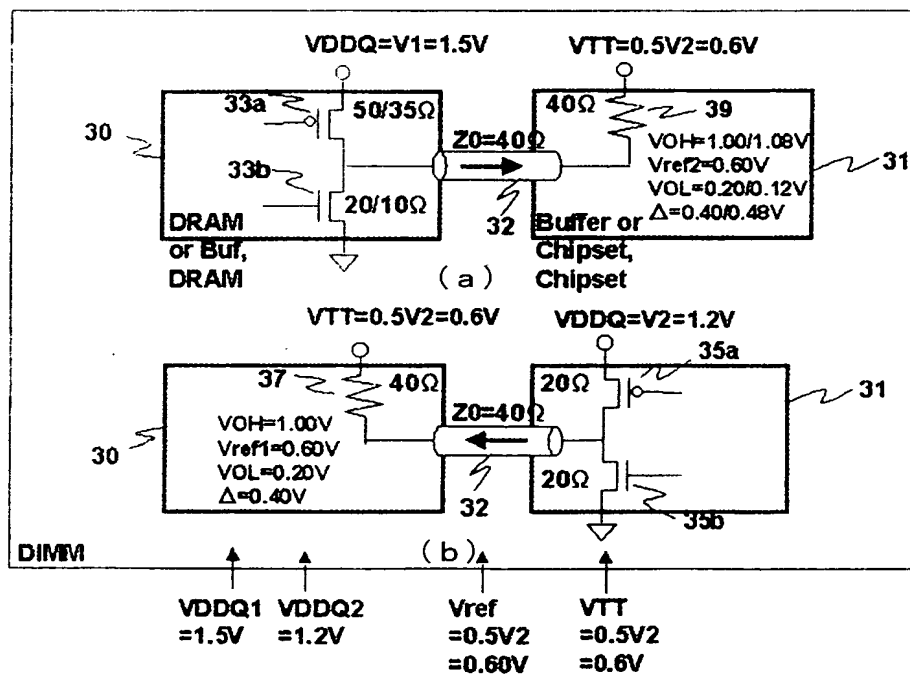 VDDQ=V1=1.5V
VTT=0.5V2=0.6V
33a
50/35Ω
40Ω
39
30
Z0=40Ω
VOH=1.00/1.08V
Vref2=0.60V
VOL=0.20/0.12V
Δ=0.40/0.48V
31
33b
20/10Ω
32
DRAM
or Buf,
DRAM
Buffer or
Chipset,
Chipset
(a)
VTT=0.5V2=0.6V
VDDQ=V2=1.2V
35a
37
40Ω
20Ω
31
Z0=40Ω
VOH=1.00V
Vref1=0.60V
VOL=0.20V
Δ=0.40V
30
32
20Ω
35b
DIMM
(b)
VDDQ1
=1.5V
VDDQ2
=1.2V
Vref
=0.5V2
=0.60V
VTT
=0.5V2
=0.6V